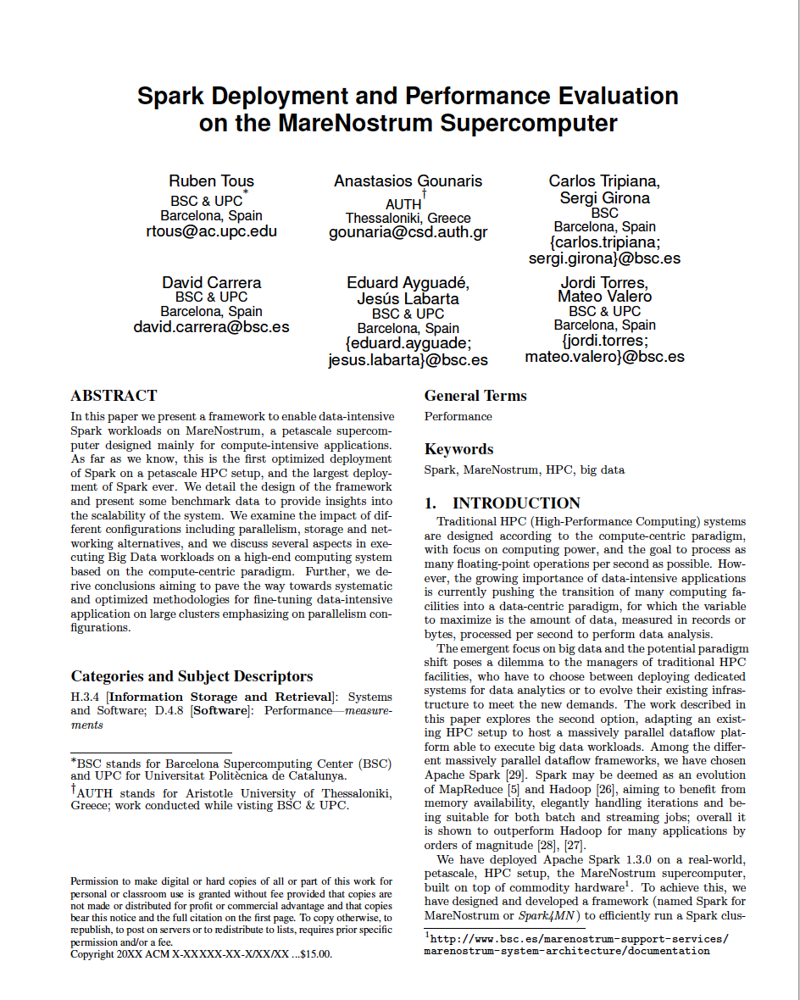 Spark Deployment and Performance Evaluation
on the MareNostrum Supercomputer
Ruben Tous
BSC & UPC*
Barcelona, Spain
rtous@ac.upc.edu
Anastasios Gounaris
AUTH†
Thessaloniki, Greece
gounaria@csd.auth.gr
Carlos Tripiana,
Sergi Girona
BSC
Barcelona, Spain
{carlos.tripiana;
sergi.girona}@bsc.es
David Carrera
BSC & UPC
Barcelona, Spain
david.carrera@bsc.es
Eduard Ayguadé,
Jesús Labarta
BSC & UPC
Barcelona, Spain
{eduard.ayguade;
jesus.labarta}@bsc.es
Jordi Torres,
Mateo Valero
BSC & UPC
Barcelona, Spain
{jordi.torres;
mateo.valero}@bsc.es
ABSTRACT
In this paper we present a framework to enable data-intensive
Spark workloads on MareNostrum, a petascale supercom-
puter designed mainly for compute-intensive applications.
As far as we know, this is the first optimized deployment
of Spark on a petascale HPC setup, and the largest deploy-
ment of Spark ever. We detail the design of the framework
and present some benchmark data to provide insights into
the scalability of the system. We examine the impact of dif-
ferent configurations including parallelism, storage and net-
working alternatives, and we discuss several aspects in exe-
cuting Big Data workloads on a high-end computing system
based on the compute-centric paradigm. Further, we de-
rive conclusions aiming to pave the way towards systematic
and optimized methodologies for fine-tuning data-intensive
application on large clusters emphasizing on parallelism con-
figurations.
Categories and Subject Descriptors
H.3.4 [Information Storage and Retrieval]: Systems
and Software; D.4.8 [Software]: Performance—measure-
ments
*BSC stands for Barcelona Supercomputing Center (BSC)
and UPC for Universitat Politècnica de Catalunya.
†AUTH stands for Aristotle University of Thessaloniki,
Greece; work conducted while visting BSC & UPC.
Permission to make digital or hard copies of all or part of this work for
personal or classroom use is granted without fee provided that copies are
not made or distributed for profit or commercial advantage and that copies
bear this notice and the full citation on the first page. To copy otherwise, to
republish, to post on servers or to redistribute to lists, requires prior specific
permission and/or a fee.
Copyright 20XX ACM X-XXXXX-XX-X/XX/XX ...$15.00.
General Terms
Performance
Keywords
Spark, MareNostrum, HPC, big data
1. INTRODUCTION
Traditional HPC (High-Performance Computing) systems
are designed according to the compute-centric paradigm,
with focus on computing power, and the goal to process as
many floating-point operations per second as possible. How-
ever, the growing importance of data-intensive applications
is currently pushing the transition of many computing fa-
cilities into a data-centric paradigm, for which the variable
to maximize is the amount of data, measured in records or
bytes, processed per second to perform data analysis.
The emergent focus on big data and the potential paradigm
shift poses a dilemma to the managers of traditional HPC
facilities, who have to choose between deploying dedicated
systems for data analytics or to evolve their existing infras-
tructure to meet the new demands. The work described in
this paper explores the second option, adapting an exist-
ing HPC setup to host a massively parallel dataflow plat-
form able to execute big data workloads. Among the differ-
ent massively parallel dataflow frameworks, we have chosen
Apache Spark [29]. Spark may be deemed as an evolution
of MapReduce [5] and Hadoop [26], aiming to benefit from
memory availability, elegantly handling iterations and be-
ing suitable for both batch and streaming jobs; overall it
is shown to outperform Hadoop for many applications by
orders of magnitude [28], [27].
We have deployed Apache Spark 1.3.0 on a real-world,
petascale, HPC setup, the MareNostrum supercomputer,
built on top of commodity hardware¹. To achieve this, we
have designed and developed a framework (named Spark for
MareNostrum or Spark4MN) to efficiently run a Spark clus-
¹http://www.bsc.es/marenostrum-support-services/
marenostrum-system-architecture/documentation